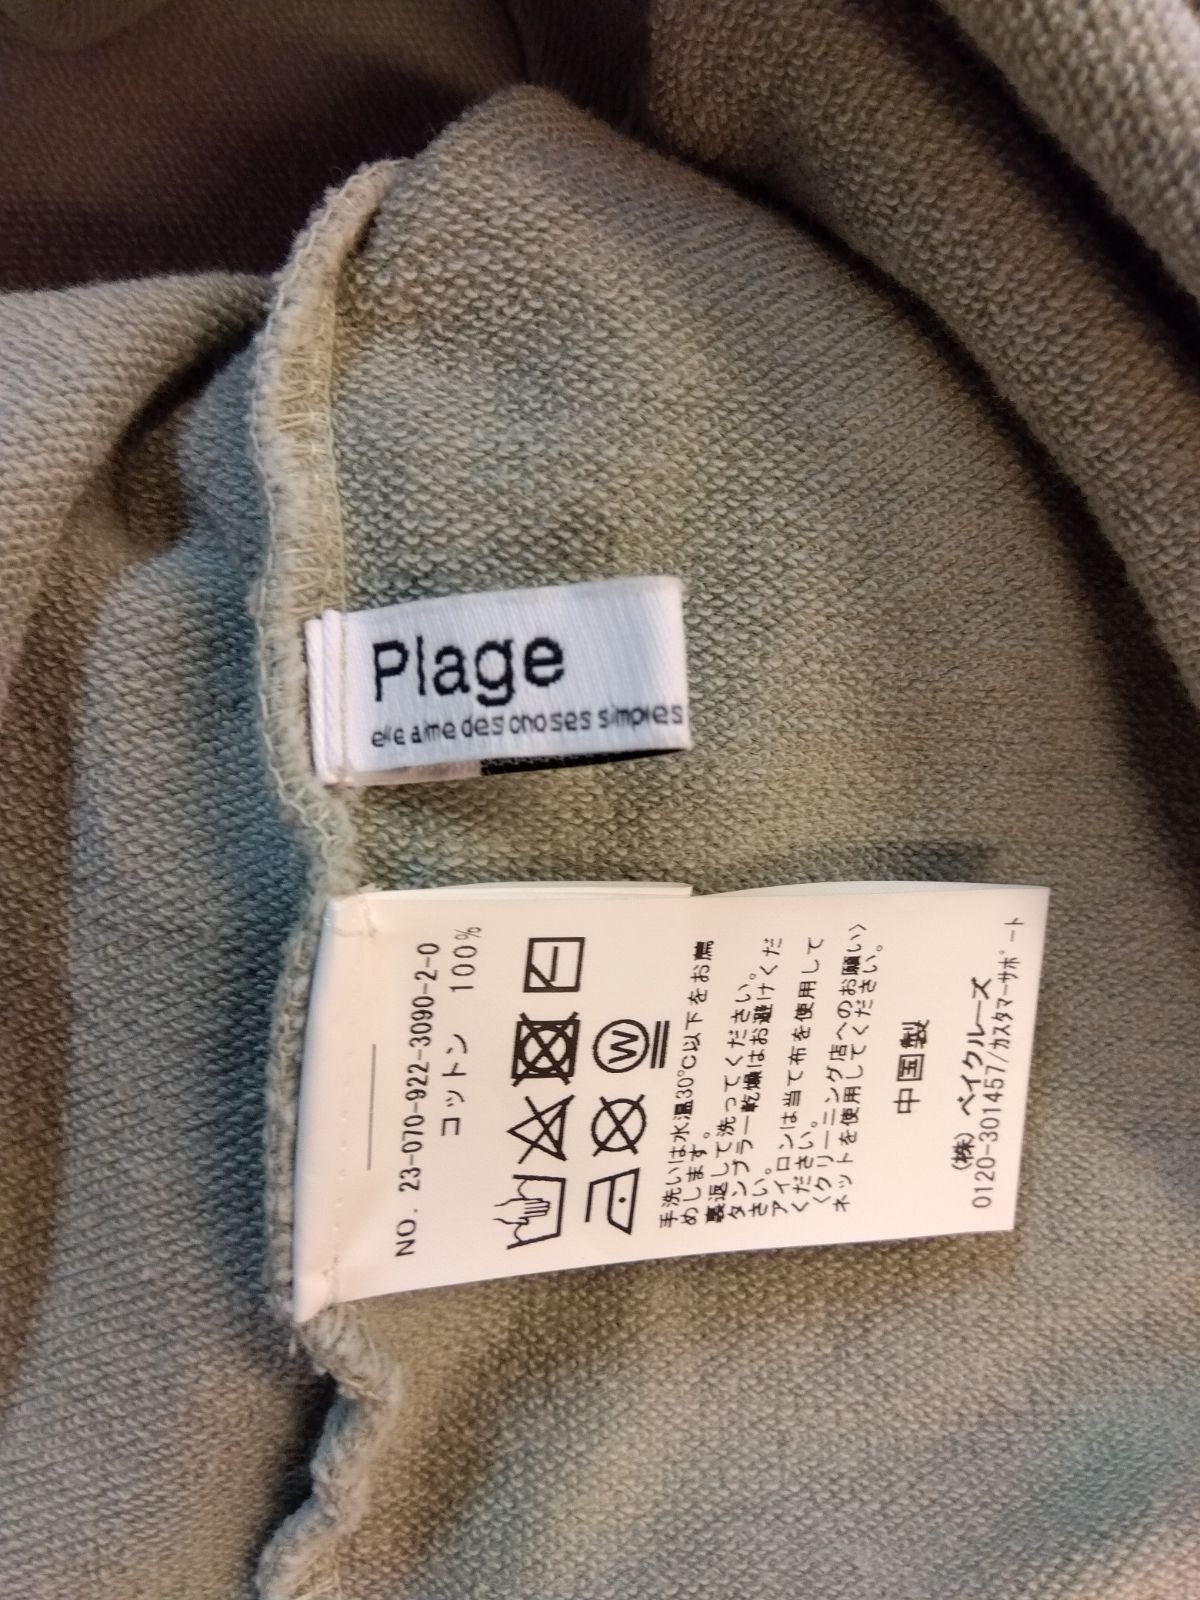 Plage
elle aime des choses simples
NO. 23-070-922-3090-2-0
コットン 100%
手洗いは水温30℃以下をお薦
めします。
裏返して洗ってください。
タンブラー乾燥はお避けくだ
さい。
アイロンは当て布を使用して
ください。
〈クリーニング店へのお願い〉
ネットを使用してください。
中国製
(株) ベイクルーズ
0120-301457/カスタマーサポート